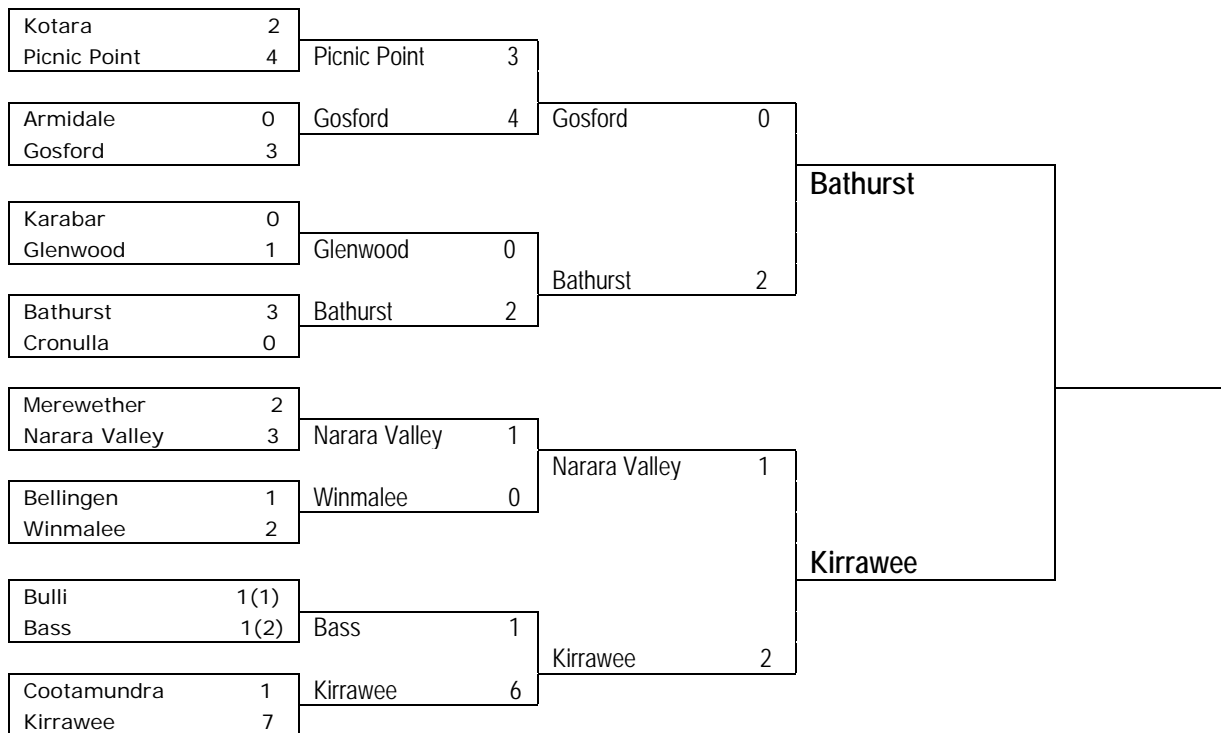 Kotara 2
Picnic Point 4
Armidale 0
Gosford 3
Karabar 0
Glenwood 1
Bathurst 3
Cronulla 0
Merewether 2
Narara Valley 3
Bellingen 1
Winmalee 2
Bulli 1(1)
Bass 1(2)
Cootamundra 1
Kirrawee 7
Picnic Point 3
Gosford 4
Glenwood 0
Bathurst 2
Narara Valley 1
Winmalee 0
Bass 1
Kirrawee 6
Gosford 0
Bathurst 2
Narara Valley 1
Kirrawee 2
Bathurst
Kirrawee